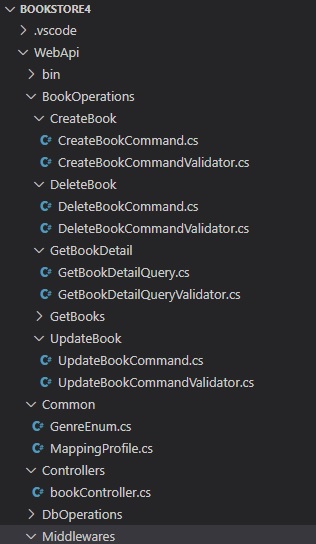 BOOKSTORE4
.vscode
WebApi
bin
BookOperations
CreateBook
CreateBookCommand.cs
CreateBookCommandValidator.cs
DeleteBook
DeleteBookCommand.cs
DeleteBookCommandValidator.cs
GetBookDetail
GetBookDetailQuery.cs
GetBookDetailQueryValidator.cs
GetBooks
UpdateBook
UpdateBookCommand.cs
UpdateBookCommandValidator.cs
Common
GenreEnum.cs
MappingProfile.cs
Controllers
bookController.cs
DbOperations
Middlewares